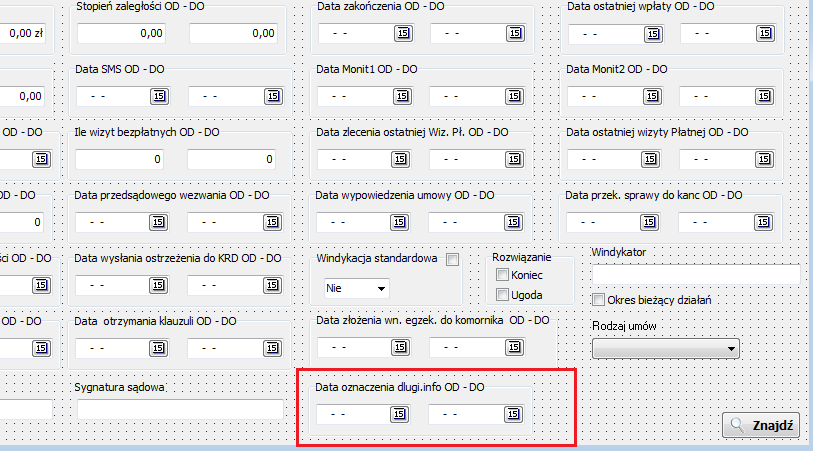 Stopień zaległości OD - DO
Data zakończenia OD - DO
Data ostatniej wpłaty OD - DO
0,00 zł
0,00
0,00
- -
15
- -
15
- -
15
- -
15
Data SMS OD - DO
Data Monit1 OD - DO
Data Monit2 OD - DO
0,00
- -
15
- -
15
- -
15
- -
15
- -
15
- -
15
OD - DO
Ile wizyt bezpłatnych OD - DO
Data zlecenia ostatniej Wiz. Pł. OD - DO
Data ostatniej wizyty Płatnej OD - DO
15
0
0
- -
15
- -
15
- -
15
- -
15
OD - DO
Data przedsądowego wezwania OD - DO
Data wypowiedzenia umowy OD - DO
Data przek. sprawy do kanc OD - DO
0
- -
15
- -
15
- -
15
- -
15
- -
15
- -
15
ści OD - DO
Data wysłania ostrzeżenia do KRD OD - DO
Windykacja standardowa
Rozwiązanie
Windykator
15
- -
15
- -
15
Nie
Koniec
Ugoda
Okres bieżący działań
OD - DO
Data otrzymania klauzuli OD - DO
Data złożenia wn. egzek. do komornika OD - DO
Rodzaj umów
15
- -
15
- -
15
- -
15
- -
15
Sygnatura sądowa
Data oznaczenia dlugi.info OD - DO
- -
15
- -
15
Znajdź